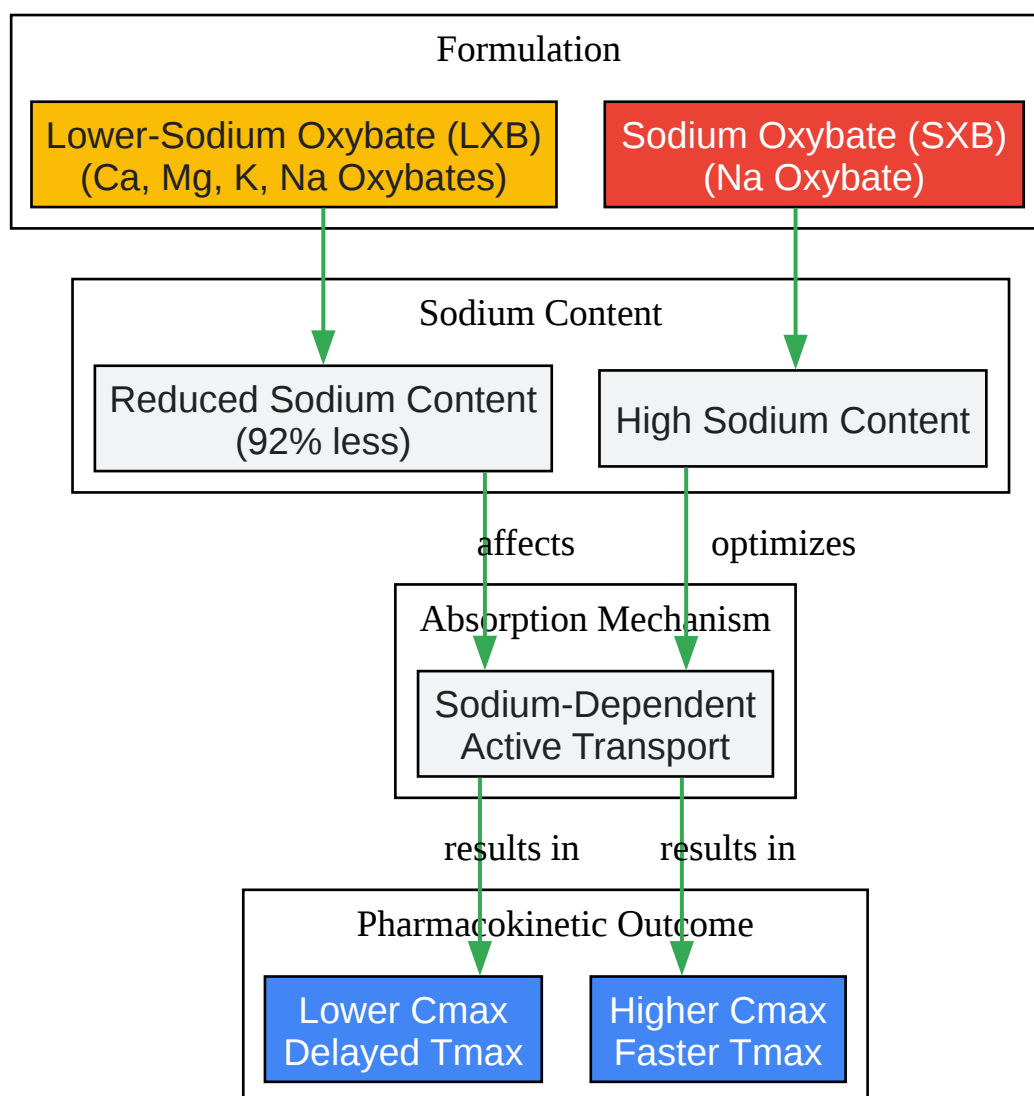 Formulation
Lower-Sodium Oxybate (LXB)
(Ca, Mg, K, Na Oxybates)
Sodium Oxybate (SXB)
(Na Oxybate)
Sodium Content
Reduced Sodium Content
(92% less)
High Sodium Content
affects
optimizes
Absorption Mechanism
Sodium-Dependent
Active Transport
results in
results in
Pharmacokinetic Outcome
Lower Cmax
Delayed Tmax
Higher Cmax
Faster Tmax